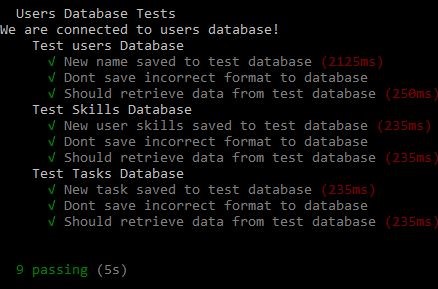 Users Database Tests
We are connected to users database!
Test users Database
√ New name saved to test database (2125ms)
√ Dont save incorrect format to database
√ Should retrieve data from test database (250ms)
Test Skills Database
√ New user skills saved to test database (235ms)
√ Dont save incorrect format to database
√ Should retrieve data from test database (235ms)
Test Tasks Database
√ New task saved to test database (235ms)
√ Dont save incorrect format to database
√ Should retrieve data from test database (235ms)
9 passing (5s)